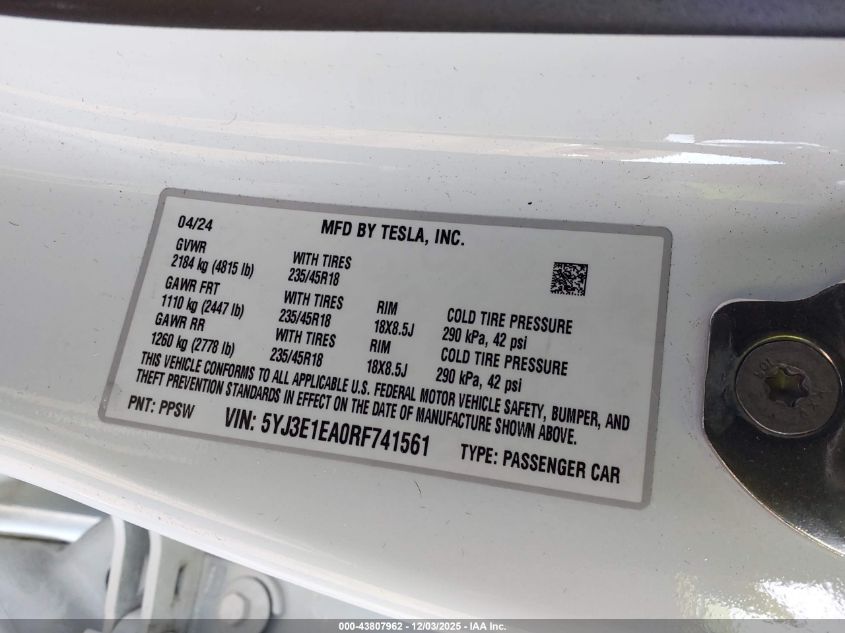 04/24 MFD BY TESLA, INC.
GVWR
2184 kg (4815 lb) WITH TIRES 235/45R18
GAWR FRT
1110 kg (2447 lb) WITH TIRES 235/45R18 RIM 18X8.5J COLD TIRE PRESSURE 290 kPa, 42 psi
GAWR RR
1260 kg (2778 lb) WITH TIRES 235/45R18 RIM 18X8.5J COLD TIRE PRESSURE 290 kPa, 42 psi
THIS VEHICLE CONFORMS TO ALL APPLICABLE U.S. FEDERAL MOTOR VEHICLE SAFETY, BUMPER, AND
THEFT PREVENTION STANDARDS IN EFFECT ON THE DATE OF MANUFACTURE SHOWN ABOVE.
PNT: PPSW VIN: 5YJ3E1EA0RF741561 TYPE: PASSENGER CAR
000-43807962 - 12/03/2025 - IAA Inc.